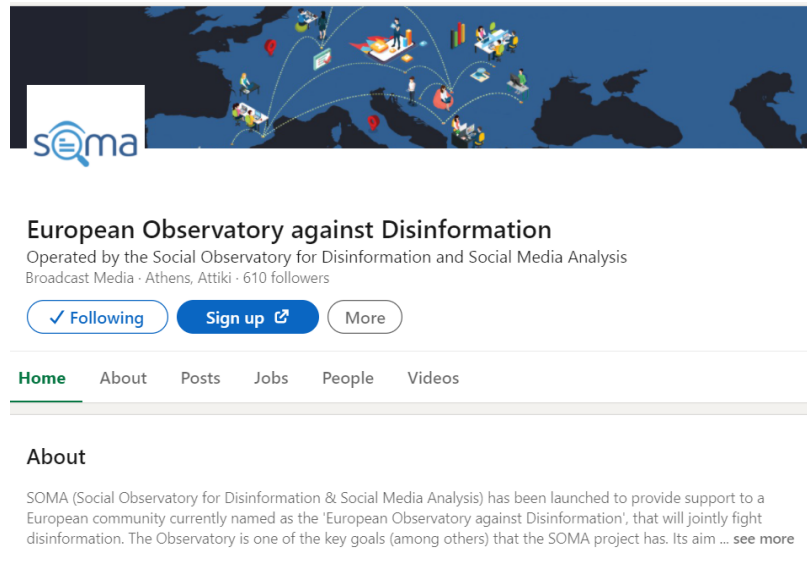 soma
European Observatory against Disinformation
Operated by the Social Observatory for Disinformation and Social Media Analysis
Broadcast Media · Athens, Attiki · 610 followers
✓ Following
Sign up
More
Home
About
Posts
Jobs
People
Videos
About
SOMA (Social Observatory for Disinformation & Social Media Analysis) has been launched to provide support to a
European community currently named as the 'European Observatory against Disinformation', that will jointly fight
disinformation. The Observatory is one of the key goals (among others) that the SOMA project has. Its aim ... see more